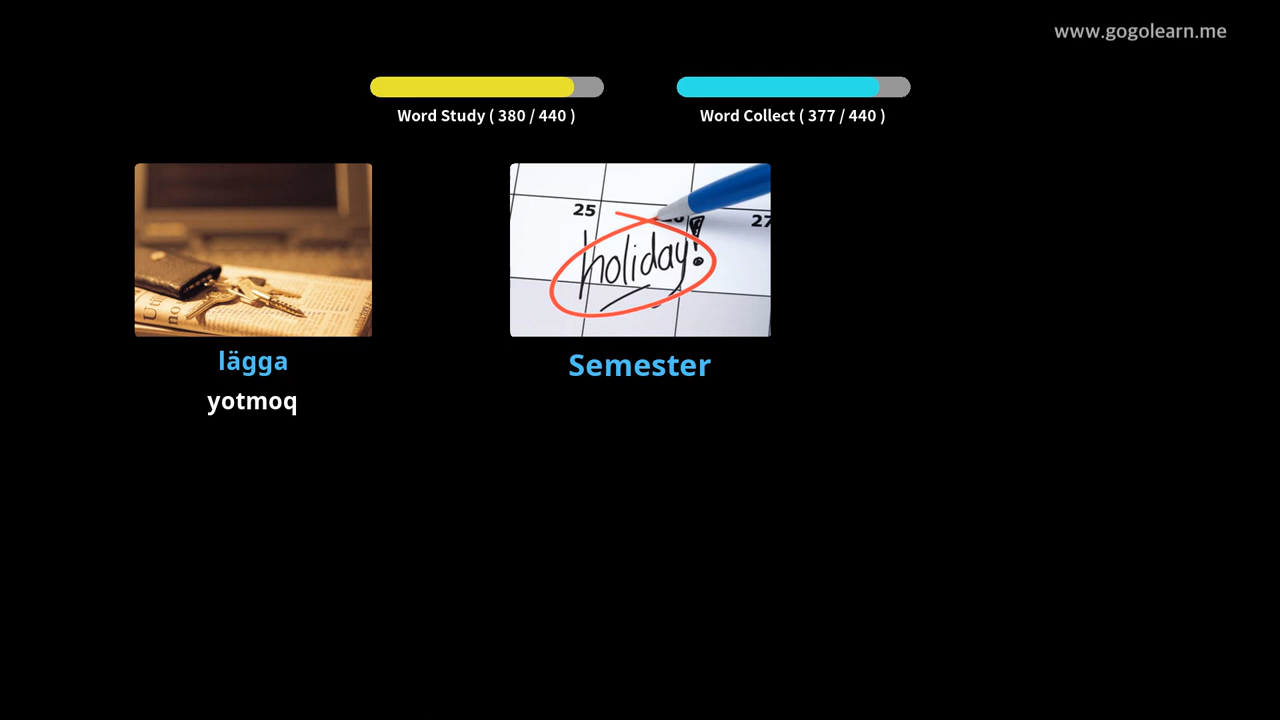 www.gogolearn.me
Word Study ( 380 / 440 )
Word Collect ( 377 / 440 )
25
27
holiday!
lägga
Semester
yotmoq